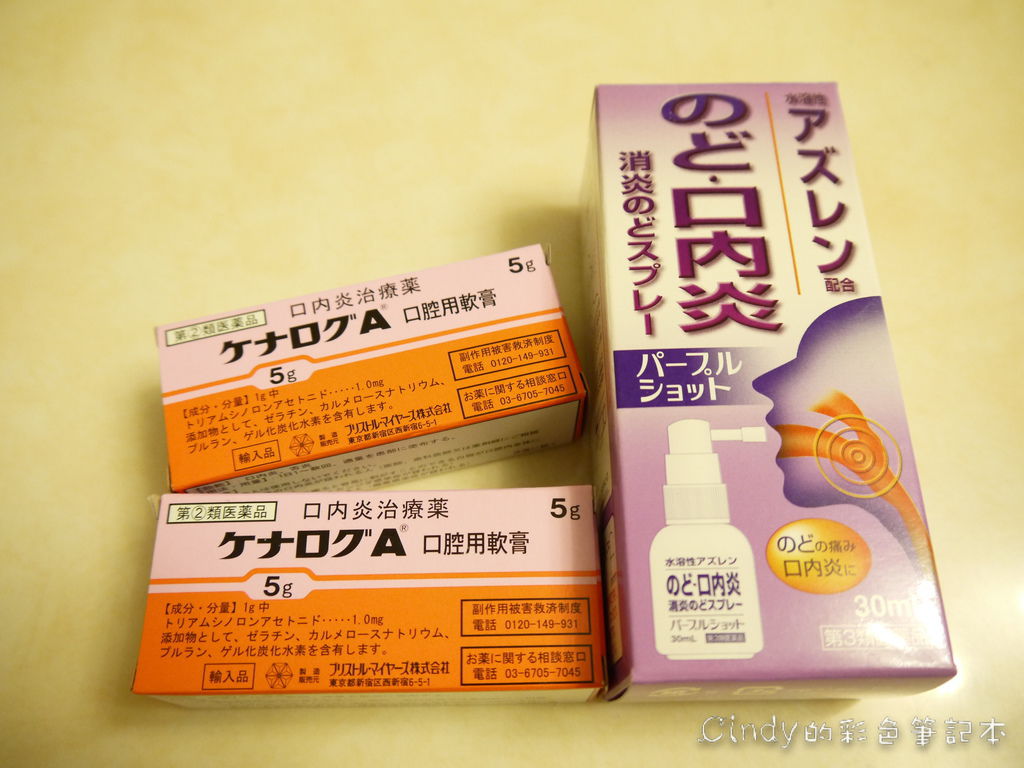 指定第②類医薬品
口内炎治療薬
5g
ケナログA® 口腔用軟膏
5g
【成分・分量】1g中
トリアムシノロンアセトニド・・・・・1.0mg
添加物として、ゼラチン、カルメロースナトリウム、
プルラン、ゲル化炭化水素を含有します。
副作用被害救済制度
電話 0120-149-931
お薬に関する相談窓口
電話 03-6705-7045
輸入品
製造
販売元
ブリストル・マイヤーズ株式会社
東京都新宿区西新宿6-5-1
第②類医薬品
口内炎治療薬
5g
ケナログA® 口腔用軟膏
5g
【成分・分量】1g中
トリアムシノロンアセトニド・・・・・1.0mg
添加物として、ゼラチン、カルメロースナトリウム、
プルラン、ゲル化炭化水素を含有します。
副作用被害救済制度
電話 0120-149-931
お薬に関する相談窓口
電話 03-6705-7045
輸入品
製造
販売元
ブリストル・マイヤーズ株式会社
東京都新宿区西新宿6-5-1
水溶性
アズレン
配合
のど・口内炎
消炎のどスプレー
パープル
ショット
水溶性アズレン
のど・口内炎
消炎のどスプレー
パープルショット
30mL
第3類医薬品
のどの痛み
口内炎に
30m
第3類
Cindy的彩色筆記本